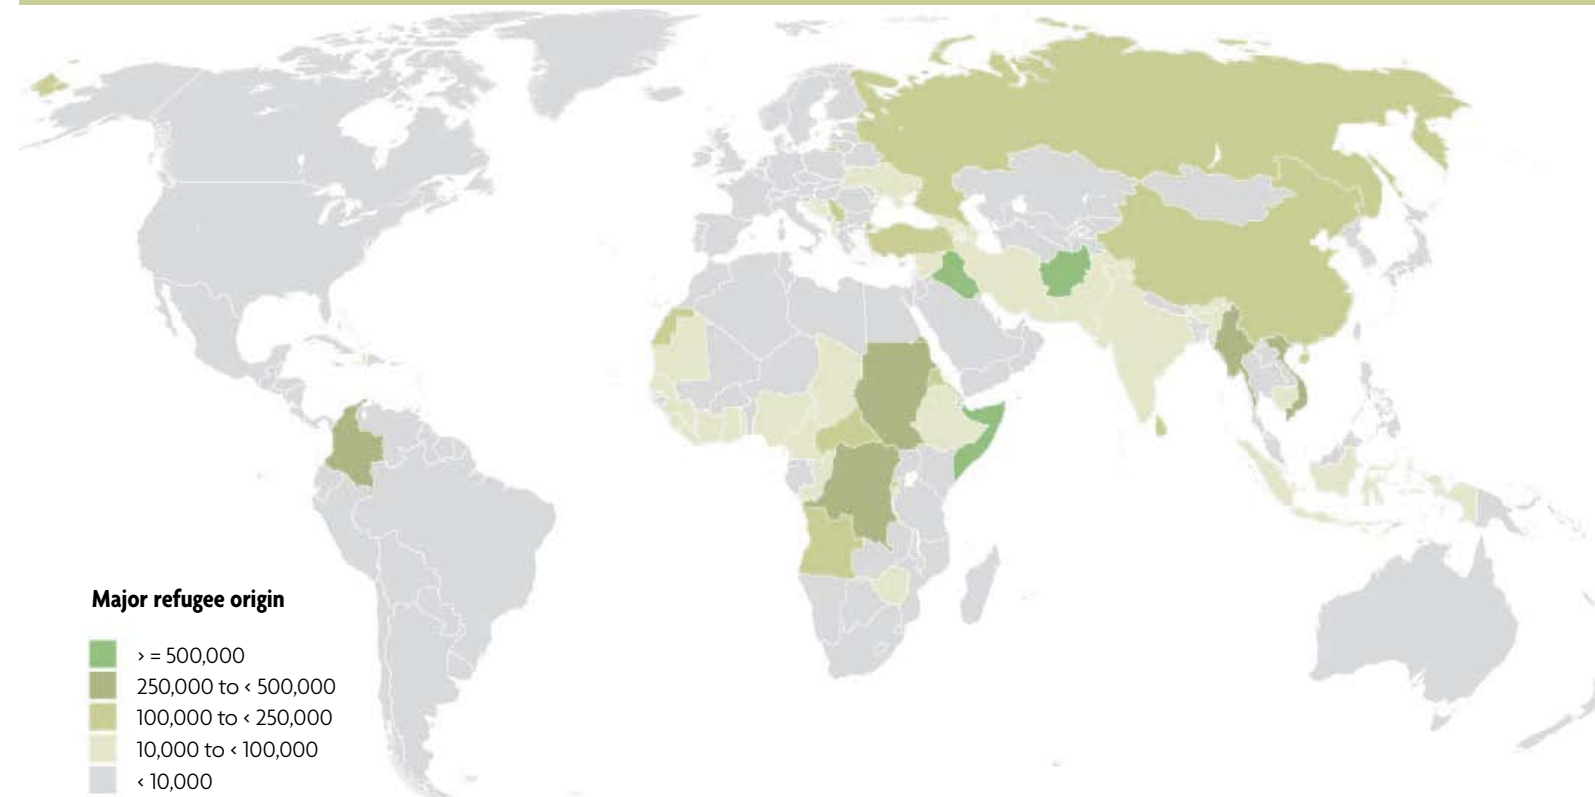 Major refugee origin
> = 500,000
250,000 to < 500,000
100,000 to < 250,000
10,000 to < 100,000
< 10,000